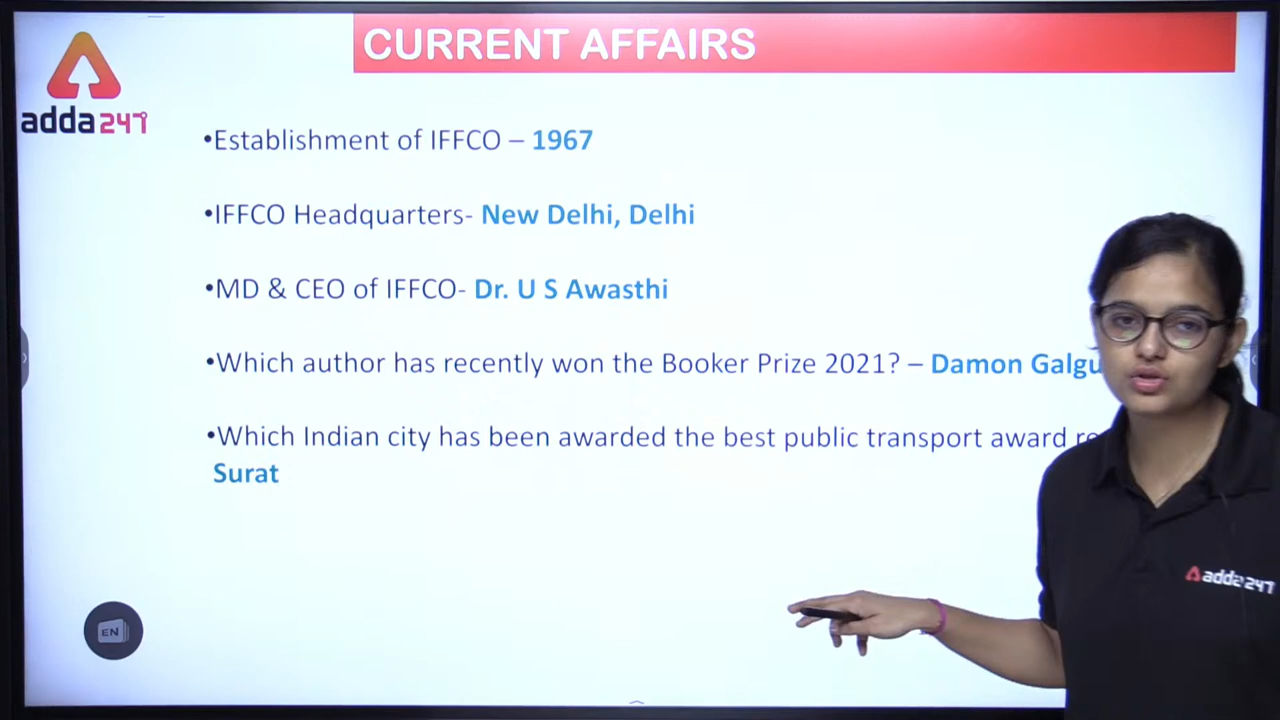 CURRENT AFFAIRS
adda247
•Establishment of IFFCO – 1967
•IFFCO Headquarters- New Delhi, Delhi
•MD & CEO of IFFCO- Dr. U S Awasthi
•Which author has recently won the Booker Prize 2021? – Damon
•Which Indian city has been awarded the best public transport award
Surat
adda247
EN